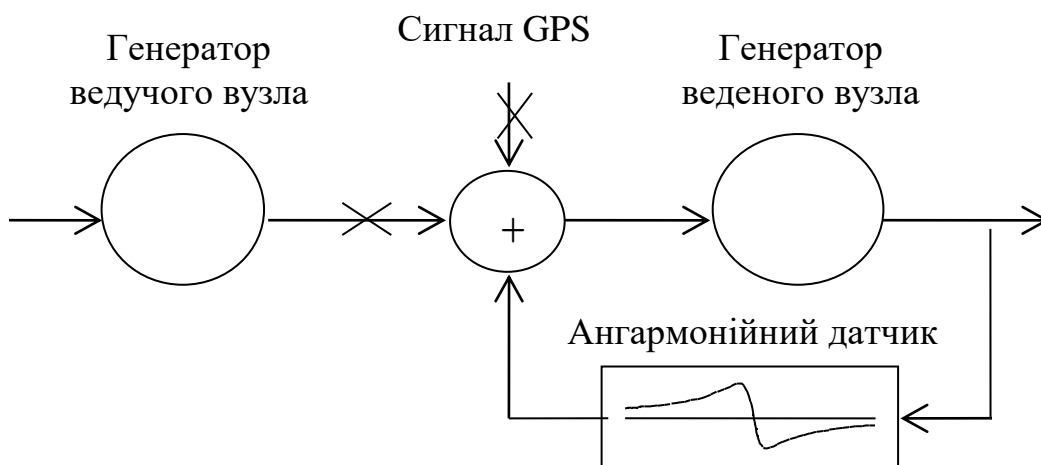 Сигнал GPS
Генератор
ведучого вузла
Генератор
веденого вузла
+
Ангармонійний датчик